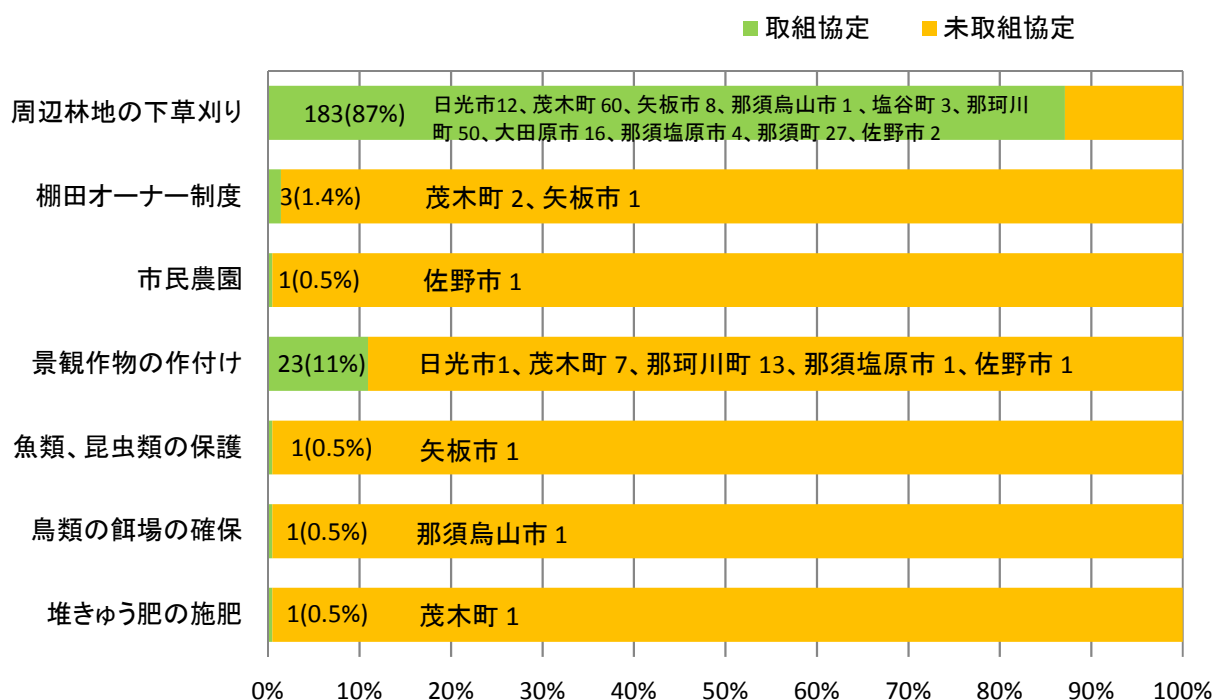 取組協定 未取組協定
周辺林地の下草刈り 183(87%) 日光市12、茂木町 60、矢板市 8、那須烏山市 1 、塩谷町 3、那珂川
町 50、大田原市 16、那須塩原市 4、那須町 27、佐野市 2
棚田オーナー制度 3(1.4%) 茂木町 2、矢板市 1
市民農園 1(0.5%) 佐野市 1
景観作物の作付け 23(11%) 日光市1、茂木町 7、那珂川町 13、那須塩原市 1、佐野市 1
魚類、昆虫類の保護 1(0.5%) 矢板市 1
鳥類の餌場の確保 1(0.5%) 那須烏山市 1
堆きゅう肥の施肥 1(0.5%) 茂木町 1
0% 10% 20% 30% 40% 50% 60% 70% 80% 90% 100%